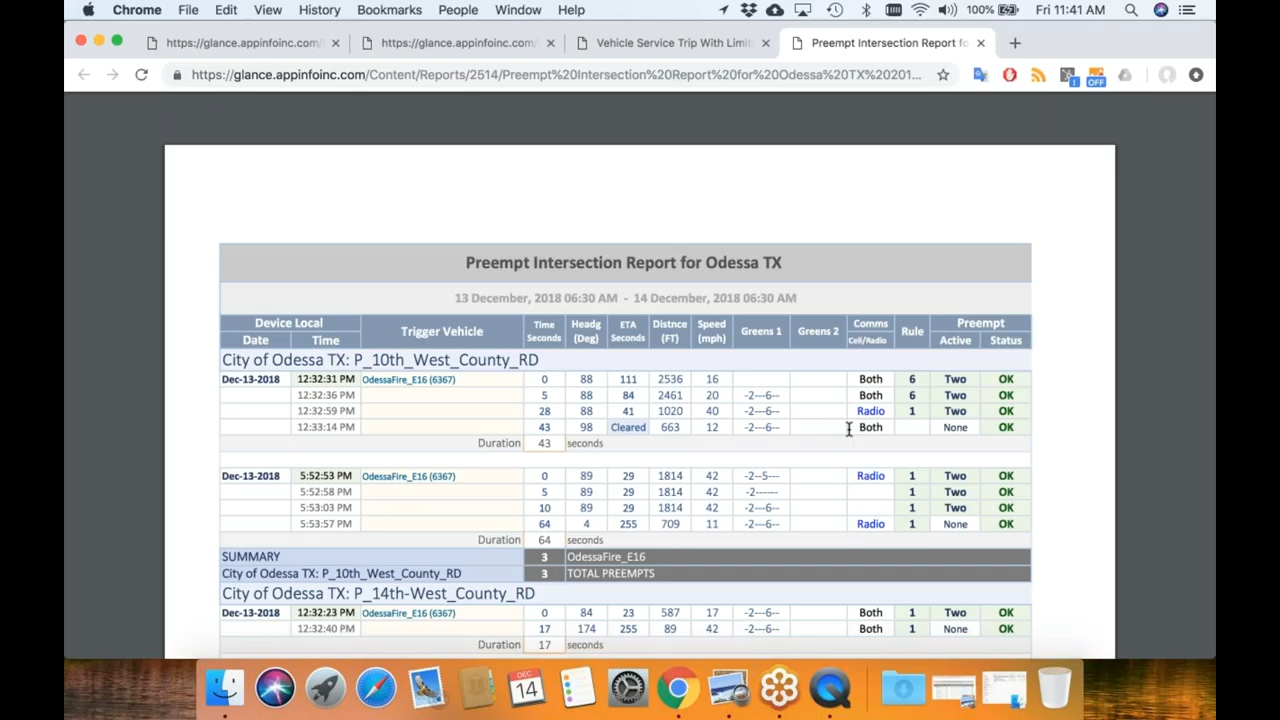 Chrome File Edit View History Bookmarks People Window Help 100% Fri 11:41 AM
https://glance.appinfoinc.com/ https://glance.appinfoinc.com/ Vehicle Service Trip With Limit Preempt Intersection Report fo
https://glance.appinfoinc.com/Content/Reports/2514/Preempt%20Intersection%20Report%20for%20Odessa%20TX%20201...
OFF
Preempt Intersection Report for Odessa TX
13 December, 2018 06:30 AM - 14 December, 2018 06:30 AM
Device Local Trigger Vehicle Time Seconds Headg (Deg) ETA Seconds Distnce (FT) Speed (mph) Greens 1 Greens 2 Comms Cell/Radio Rule Preempt
Date Time Active Status
City of Odessa TX: P_10th_West_County_RD
Dec-13-2018 12:32:31 PM OdessaFire_E16 (6367) 0 88 111 2536 16 Both 6 Two OK
12:32:36 PM 5 88 84 2461 20 -2---6-- Both 6 Two OK
12:32:59 PM 28 88 41 1020 40 -2---6-- Radio 1 Two OK
12:33:14 PM 43 98 Cleared 663 12 -2---6-- Both None OK
Duration 43 seconds
Dec-13-2018 5:52:53 PM OdessaFire_E16 (6367) 0 89 29 1814 42 -2--5--- Radio 1 Two OK
5:52:58 PM 5 89 29 1814 42 -2------ 1 Two OK
5:53:03 PM 10 89 29 1814 42 -2---6-- 1 Two OK
5:53:57 PM 64 4 255 709 11 -2---6-- Radio 1 None OK
Duration 64 seconds
SUMMARY 3 OdessaFire_E16
City of Odessa TX: P_10th_West_County_RD 3 TOTAL PREEMPTS
City of Odessa TX: P_14th-West_County_RD
Dec-13-2018 12:32:23 PM OdessaFire_E16 (6367) 0 84 23 587 17 -2---6-- Both 1 Two OK
12:32:40 PM 17 174 255 89 42 -2---6-- Both 1 None OK
Duration 17 seconds
DEC
14